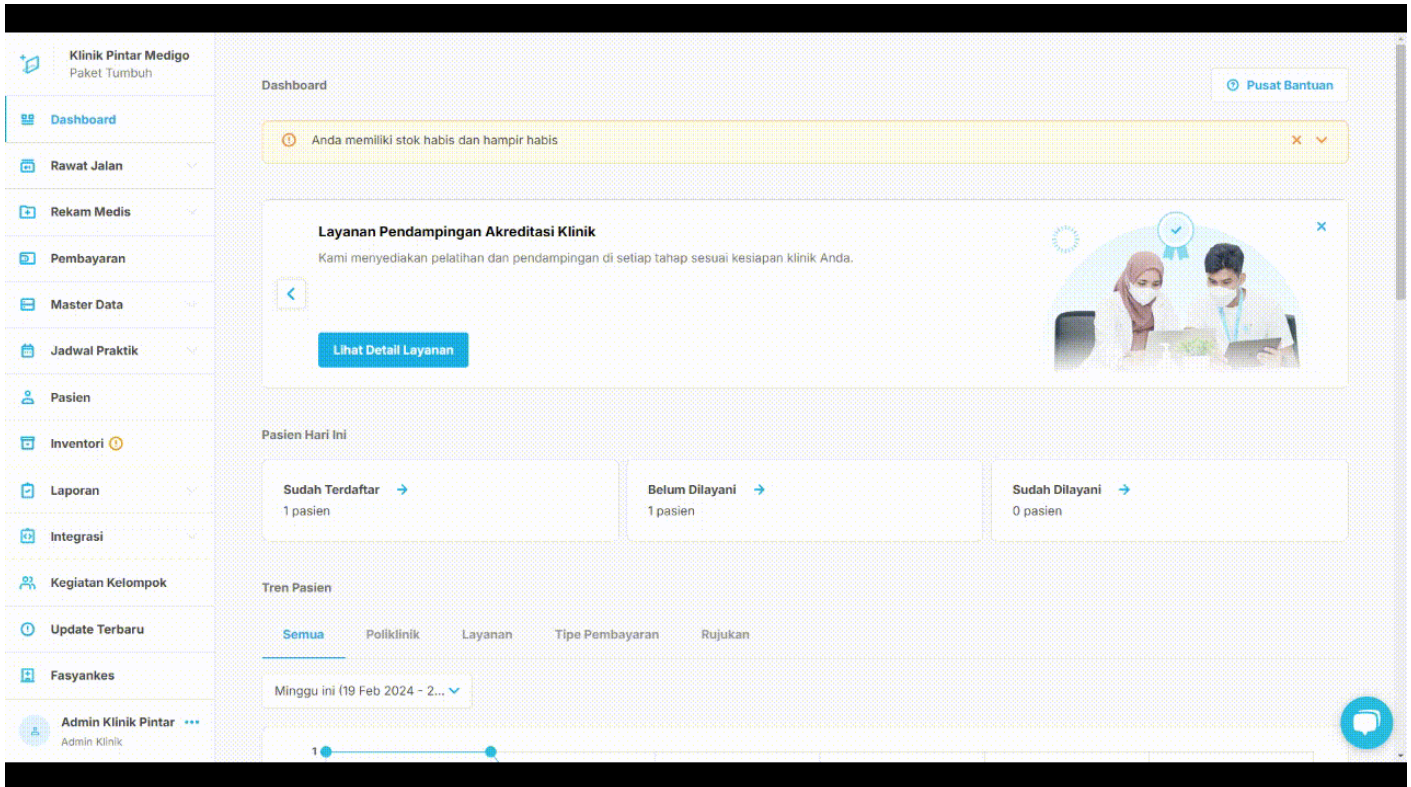 Klinik Pintar Medigo
Paket Tumbuh
Dashboard
Rawat Jalan
Rekam Medis
Pembayaran
Master Data
Jadwal Praktik
Pasien
Inventori
Laporan
Integrasi
Kegiatan Kelompok
Update Terbaru
Fasyankes
Admin Klinik Pintar
Admin Klinik
Dashboard
Pusat Bantuan
Anda memiliki stok habis dan hampir habis
Layanan Pendampingan Akreditasi Klinik
Kami menyediakan pelatihan dan pendampingan di setiap tahap sesuai kesiapan klinik Anda.
Lihat Detail Layanan
Pasien Hari Ini
Sudah Terdaftar
1 pasien
Belum Dilayani
1 pasien
Sudah Dilayani
0 pasien
Tren Pasien
Semua Poliklinik Layanan Tipe Pembayaran Rujukan
Minggu ini (19 Feb 2024 - 2...
1